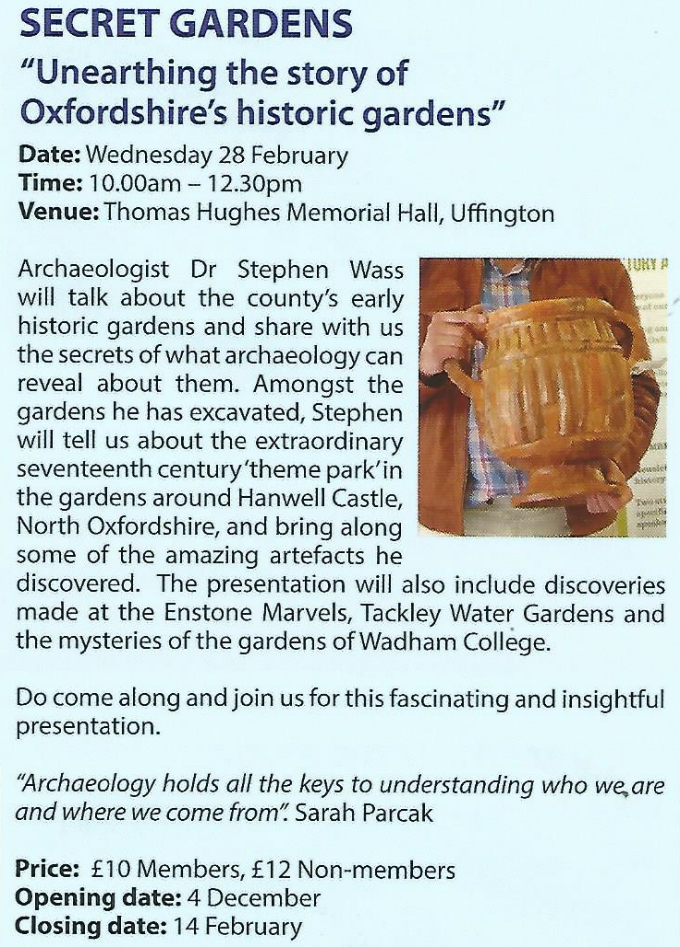 SECRET GARDENS
“Unearthing the story of
Oxfordshire’s historic gardens”
Date: Wednesday 28 February
Time: 10.00am – 12.30pm
Venue: Thomas Hughes Memorial Hall, Uffington
Archaeologist Dr Stephen Wass
will talk about the county’s early
historic gardens and share with us
the secrets of what archaeology can
reveal about them. Amongst the
gardens he has excavated, Stephen
will tell us about the extraordinary
seventeenth century ‘theme park’ in
the gardens around Hanwell Castle,
North Oxfordshire, and bring along
some of the amazing artefacts he
discovered. The presentation will also include discoveries
made at the Enstone Marvels, Tackley Water Gardens and
the mysteries of the gardens of Wadham College.
Do come along and join us for this fascinating and insightful
presentation.
“Archaeology holds all the keys to understanding who we are
and where we come from”. Sarah Parcak
Price: £10 Members, £12 Non-members
Opening date: 4 December
Closing date: 14 February